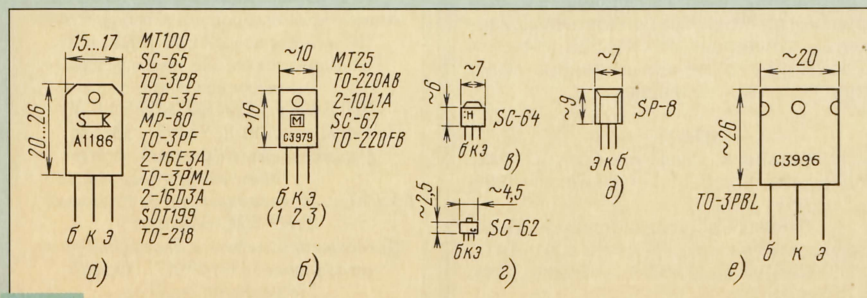 15...17
20...26
A1186
б к э
а)
MT100
SC-65
TO-3PB
TOP-3F
MP-80
TO-3PF
2-16E3A
TO-3PML
2-16D3A
SOT199
TO-218
~10
~16
M
C3979
б к э
(1 2 3)
б)
MT25
TO-220AB
2-10L1A
SC-67
TO-220FB
~7
~6
H
SC-64
б к э
в)
~4,5
~2,5
SC-62
б к э
г)
~7
~9
SP-8
э к б
д)
~20
~26
C3996
TO-3PBL
б к э
е)